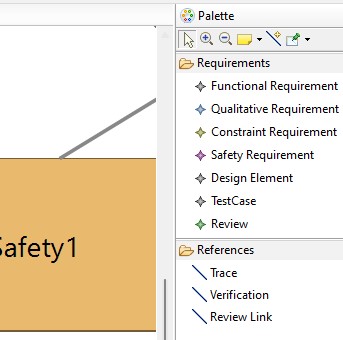 Palette
Requirements
Functional Requirement
Qualitative Requirement
Constraint Requirement
Safety Requirement
Design Element
TestCase
Review
Safety1
References
Trace
Verification
Review Link